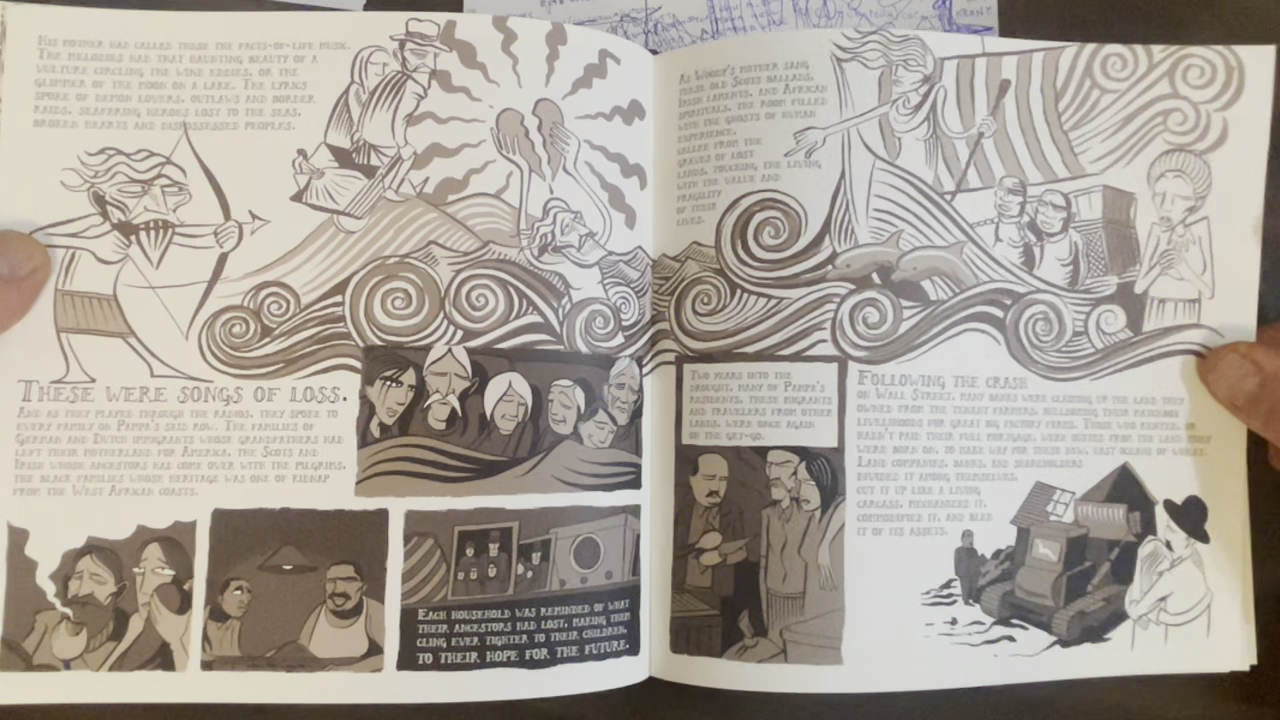 His mother had called these the facts-of-life music.
The melodies had that haunting beauty of a
vulture circling the wind eddies, or the
glimmer of the moon on a lake. The lyrics
spoke of demon lovers, outlaws and border
raids, seafaring heroes lost to the seas,
broken hearts and dispossessed peoples.
These were songs of loss.
And as they played through the radios, they spoke to
every family on Pampa's skid row. The families of
German and Dutch immigrants whose grandfathers had
left their motherland for America, the Scots and
Irish whose ancestors had come over with the pilgrims,
the black families whose heritage was one of kidnap
from the West African coasts.
Each household was reminded of what
their ancestors had lost, making them
cling ever tighter to their children,
to their hope for the future.
As Woody's mother sang
these old Scots ballads,
Irish laments, and African
spirituals, the room filled
with the ghosts of human
experience,
called from the
graves of lost
lands, touching the living
with the value and
fragility
of their
lives.
Two years into the
drought, many of Pampa's
residents, these migrants
and travelers from other
lands, were once again
on the get-go.
Following the crash
on Wall Street, many banks were claiming up the land they
owned from the tenant farmers, bulldozing their
livelihoods for great big factory farms. Those who rented, or
hadn't paid their full mortgage, were ousted from the land they
were born on, to make way for these new, vast oceans of wheat.
Land companies, banks, and shareholders
divided it among themselves,
cut it up like a living
carcass, mechanized it,
commodified it, and bled
it of its assets.